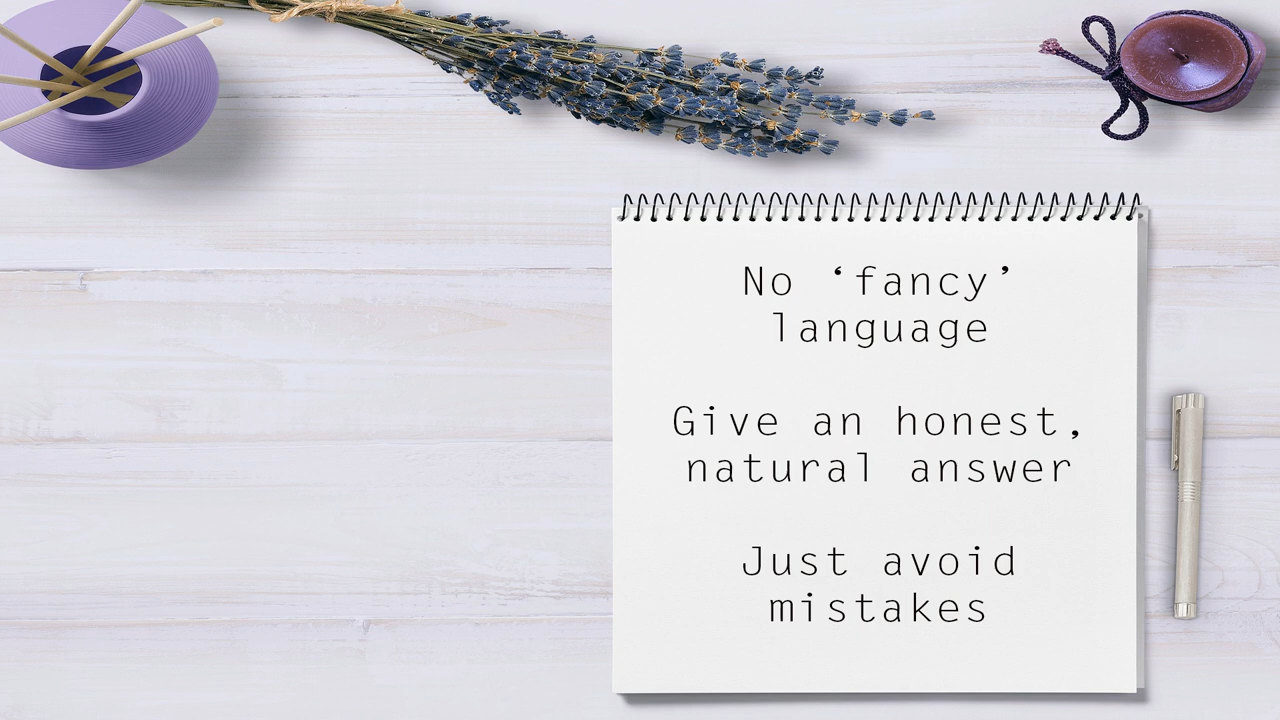 No ‘fancy’
language
Give an honest,
natural answer
Just avoid
mistakes